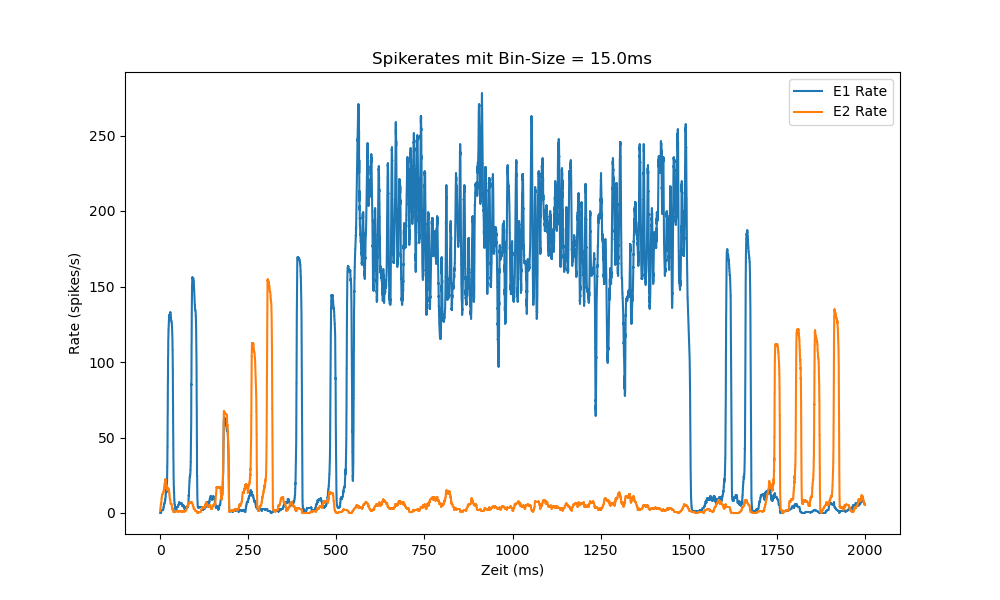 Spikerates mit Bin-Size = 15.0ms
E1 Rate
E2 Rate
Rate (spikes/s)
250
200
150
100
50
0
0 250 500 750 1000 1250 1500 1750 2000
Zeit (ms)